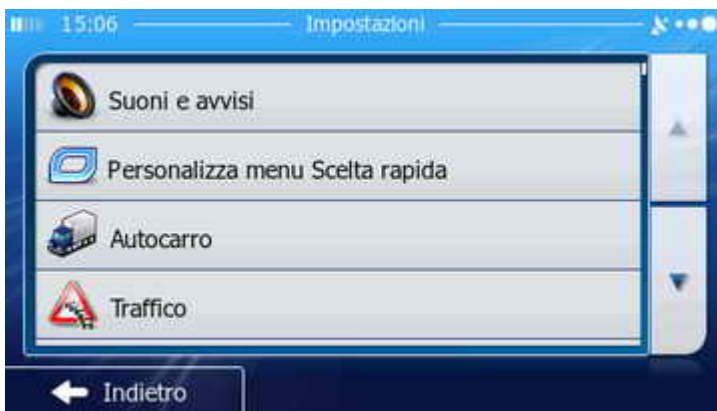 15:06 Impostazioni
Suoni e avvisi
Personalizza menu Scelta rapida
Autocarro
Traffico
Indietro